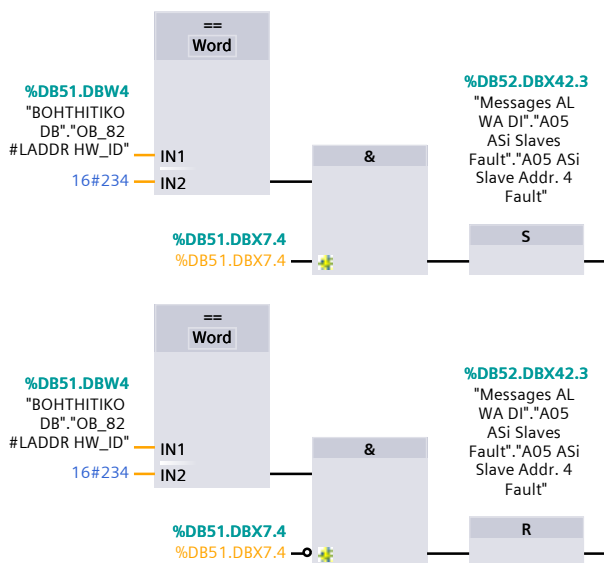 ==
Word
%DB51.DBW4
"BOHTHITIKO
DB"."OB_82
#LADDR HW_ID"
IN1
16#234
IN2
&
%DB51.DBX7.4
%DB51.DBX7.4
%DB52.DBX42.3
"Messages AL
WA DI"."A05
ASi Slaves
Fault"."A05 ASi
Slave Addr. 4
Fault"
S
==
Word
%DB51.DBW4
"BOHTHITIKO
DB"."OB_82
#LADDR HW_ID"
IN1
16#234
IN2
&
%DB51.DBX7.4
%DB51.DBX7.4
%DB52.DBX42.3
"Messages AL
WA DI"."A05
ASi Slaves
Fault"."A05 ASi
Slave Addr. 4
Fault"
R